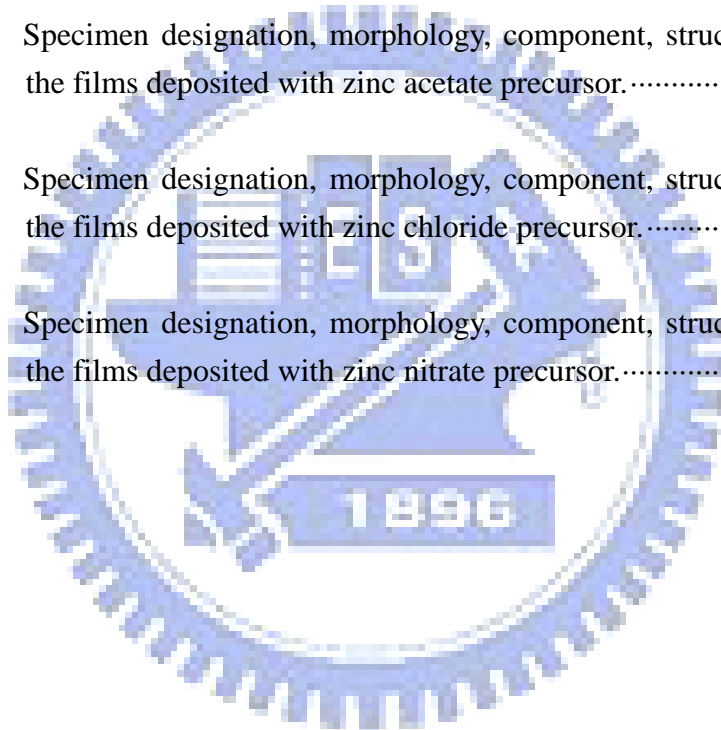 Specimen designation, morphology, component, struc
the films deposited with zinc acetate precursor.············
Specimen designation, morphology, component, struc
the films deposited with zinc chloride precursor.··········
Specimen designation, morphology, component, struc
the films deposited with zinc nitrate precursor.·············
1896